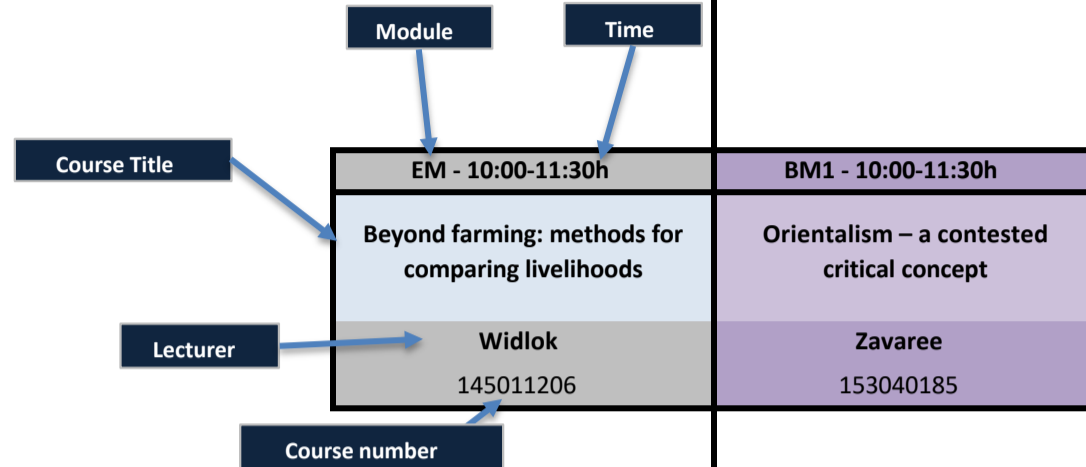 Module
Time
Course Title
EM - 10:00-11:30h
BM1 - 10:00-11:30h
Beyond farming: methods for
comparing livelihoods
Orientalism – a contested
critical concept
Lecturer
Widlok
145011206
Zavaree
153040185
Course number